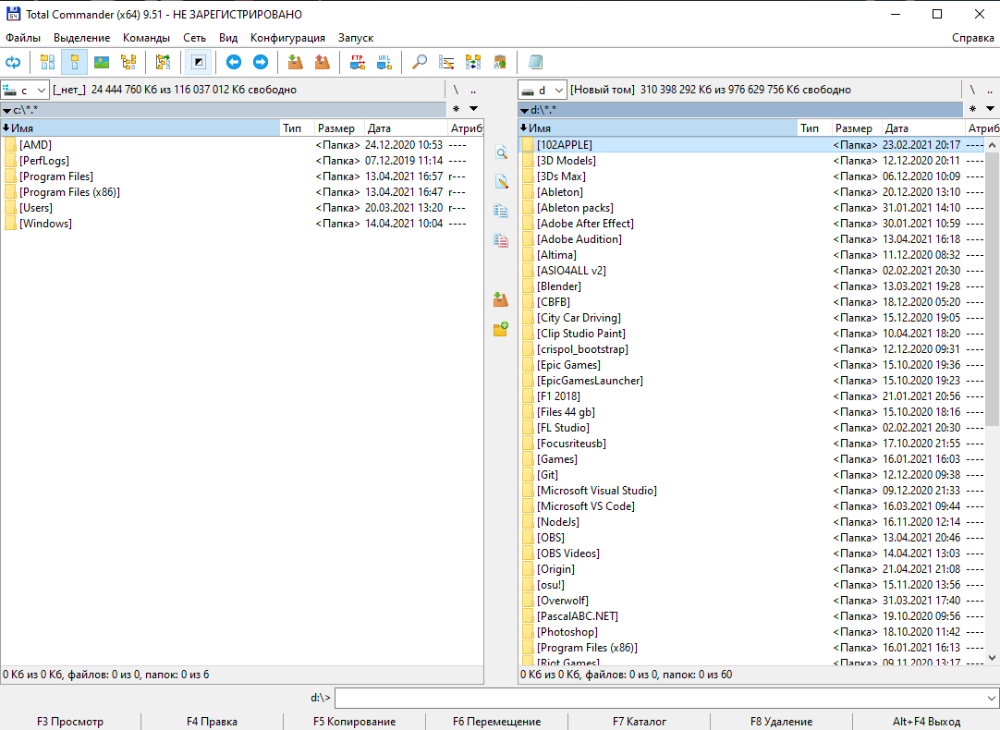 Total Commander (x64) 9.51 - НЕ ЗАРЕГИСТРИРОВАНО
Файлы Выделение Команды Сеть Вид Конфигурация Запуск Справка
FTP URL
c [_нет_] 24 444 760 Кб из 116 037 012 Кб свободно \ ..
c:\*.* * 
Имя Тип Размер Дата Атриб
[AMD] <Папка> 24.12.2020 10:53 ----
[PerfLogs] <Папка> 07.12.2019 11:14 ----
[Program Files] <Папка> 13.04.2021 16:57 r---
[Program Files (x86)] <Папка> 13.04.2021 16:47 r---
[Users] <Папка> 20.03.2021 13:20 r---
[Windows] <Папка> 14.04.2021 10:04 ----
0 Кб из 0 Кб, файлов: 0 из 0, папок: 0 из 6
d [Новый том] 310 398 292 Кб из 976 629 756 Кб свободно \ ..
d:\*.* *
Имя Тип Размер Дата Атриб
[102APPLE] <Папка> 23.02.2021 20:17 ----
[3D Models] <Папка> 12.12.2020 20:11 ----
[3Ds Max] <Папка> 06.12.2020 10:09 ----
[Ableton] <Папка> 20.12.2020 13:10 ----
[Ableton packs] <Папка> 31.01.2021 14:10 ----
[Adobe After Effect] <Папка> 30.01.2021 10:59 ----
[Adobe Audition] <Папка> 13.04.2021 16:18 ----
[Altima] <Папка> 11.12.2020 08:32 ----
[ASIO4ALL v2] <Папка> 02.02.2021 20:30 ----
[Blender] <Папка> 13.03.2021 19:28 ----
[CBFB] <Папка> 18.12.2020 05:20 ----
[City Car Driving] <Папка> 15.12.2020 19:05 ----
[Clip Studio Paint] <Папка> 10.04.2021 18:20 ----
[crispol_bootstrap] <Папка> 12.12.2020 09:31 ----
[Epic Games] <Папка> 15.10.2020 19:36 ----
[EpicGamesLauncher] <Папка> 15.10.2020 19:23 ----
[F1 2018] <Папка> 21.01.2021 20:56 ----
[Files 44 gb] <Папка> 15.10.2020 18:16 ----
[FL Studio] <Папка> 02.02.2021 20:30 ----
[Focusriteusb] <Папка> 17.10.2020 21:55 ----
[Games] <Папка> 16.01.2021 16:03 ----
[Git] <Папка> 12.12.2020 09:38 ----
[Microsoft Visual Studio] <Папка> 09.12.2020 21:33 ----
[Microsoft VS Code] <Папка> 16.03.2021 09:44 ----
[NodeJs] <Папка> 16.11.2020 12:14 ----
[OBS] <Папка> 13.04.2021 20:46 ----
[OBS Videos] <Папка> 14.04.2021 13:03 ----
[Origin] <Папка> 21.04.2021 21:08 ----
[osu!] <Папка> 15.11.2020 13:56 ----
[Overwolf] <Папка> 31.03.2021 17:40 ----
[PascalABC.NET] <Папка> 19.10.2020 09:56 ----
[Photoshop] <Папка> 18.10.2021 11:42 ----
[Program Files (x86)] <Папка> 16.01.2021 16:13 ----
[Riot Games] <Папка> 09.11.2020 13:17 ----
0 Кб из 0 Кб, файлов: 0 из 0, папок: 0 из 60
d:\>
F3 Просмотр F4 Правка F5 Копирование F6 Перемещение F7 Каталог F8 Удаление Alt+F4 Выход